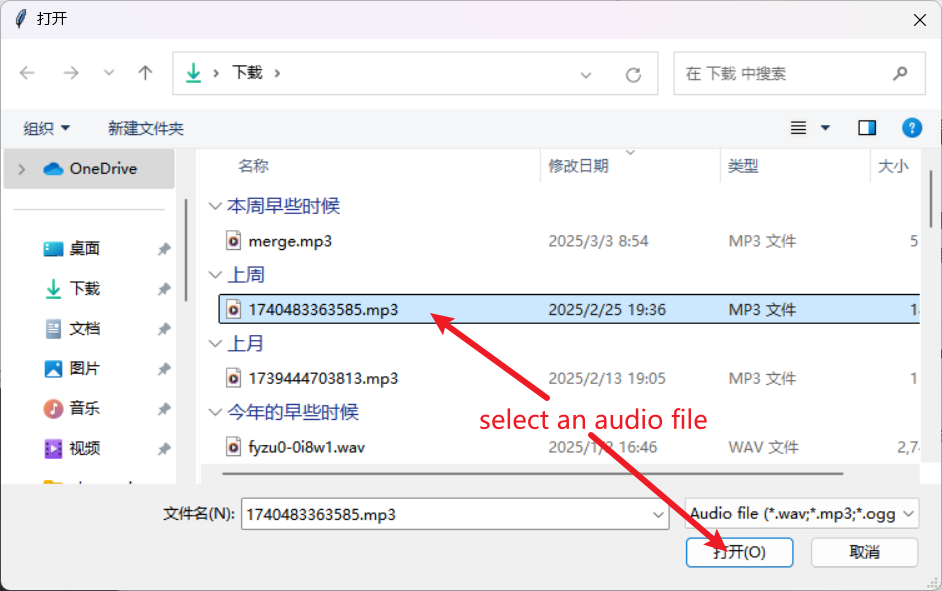 打开
下载
在 下载 中搜索
组织
新建文件夹
OneDrive
桌面
下载
文档
图片
音乐
视频
名称 修改日期 类型 大小
本周早些时候
merge.mp3 2025/3/3 8:54 MP3 文件 5
上周
1740483363585.mp3 2025/2/25 19:36 MP3 文件
上月
1739444703813.mp3 2025/2/13 19:05 MP3 文件 1
今年的早些时候
select an audio file
fyzu0-0i8w1.wav 16:46 WAV 文件 2,7
文件名(N): 1740483363585.mp3 Audio file (*.wav;*.mp3;*.ogg
打开(O) 取消